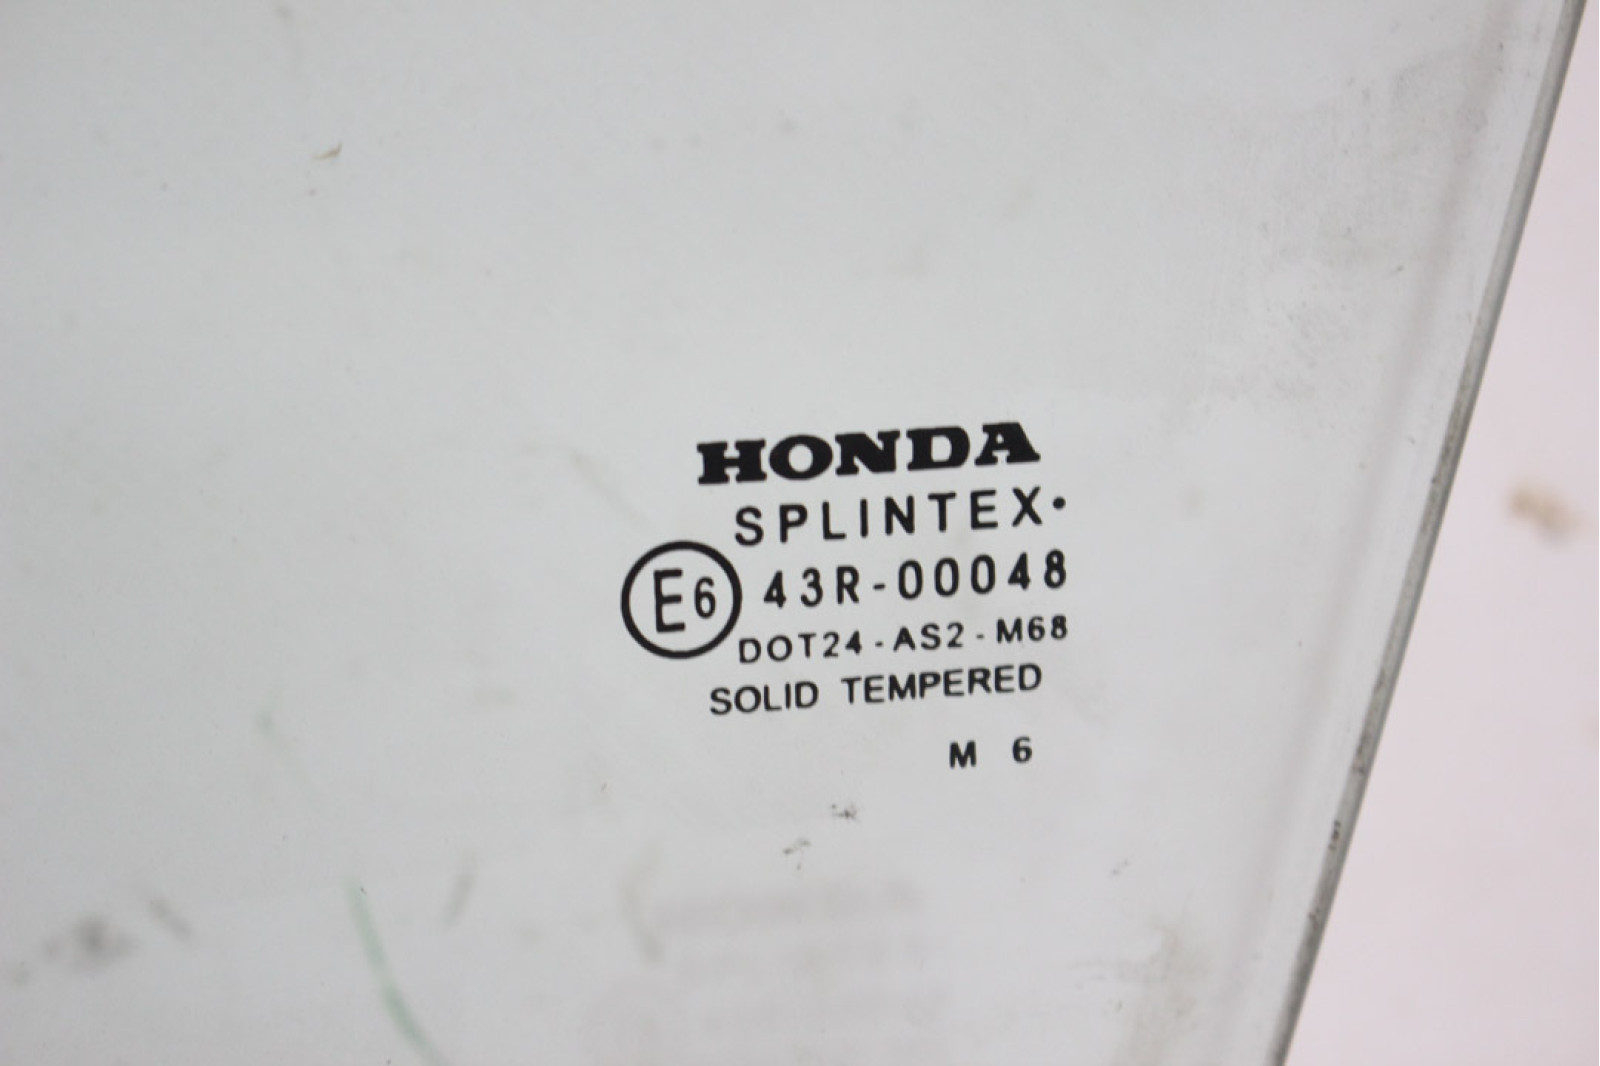 HONDA
SPLINTEX•
E6 43R-00048
DOT24-AS2-M68
SOLID TEMPERED
M 6